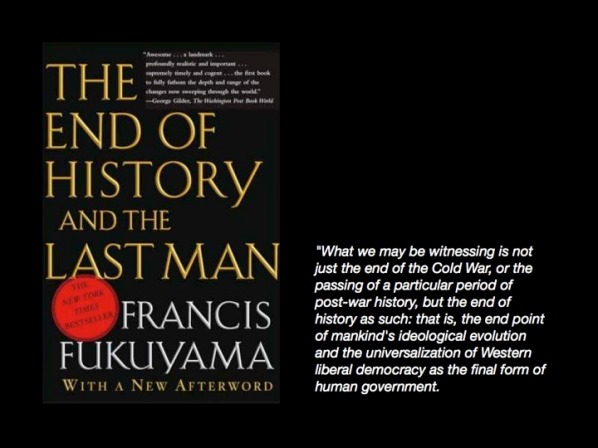 "Awesome . . . a landmark . . .
profoundly realistic and important . . .
supremely timely and cogent . . . the first book
to fully fathom the depth and range of the
changes now sweeping through the world."
—George Gilder, The Washington Post Book World
THE
END OF
HISTORY
AND THE
LAST MAN
THE
NEW YORK
TIMES
BESTSELLER
FRANCIS
FUKUYAMA
WITH A NEW AFTERWORD
"What we may be witnessing is not
just the end of the Cold War, or the
passing of a particular period of
post-war history, but the end of
history as such: that is, the end point
of mankind's ideological evolution
and the universalization of Western
liberal democracy as the final form of
human government.